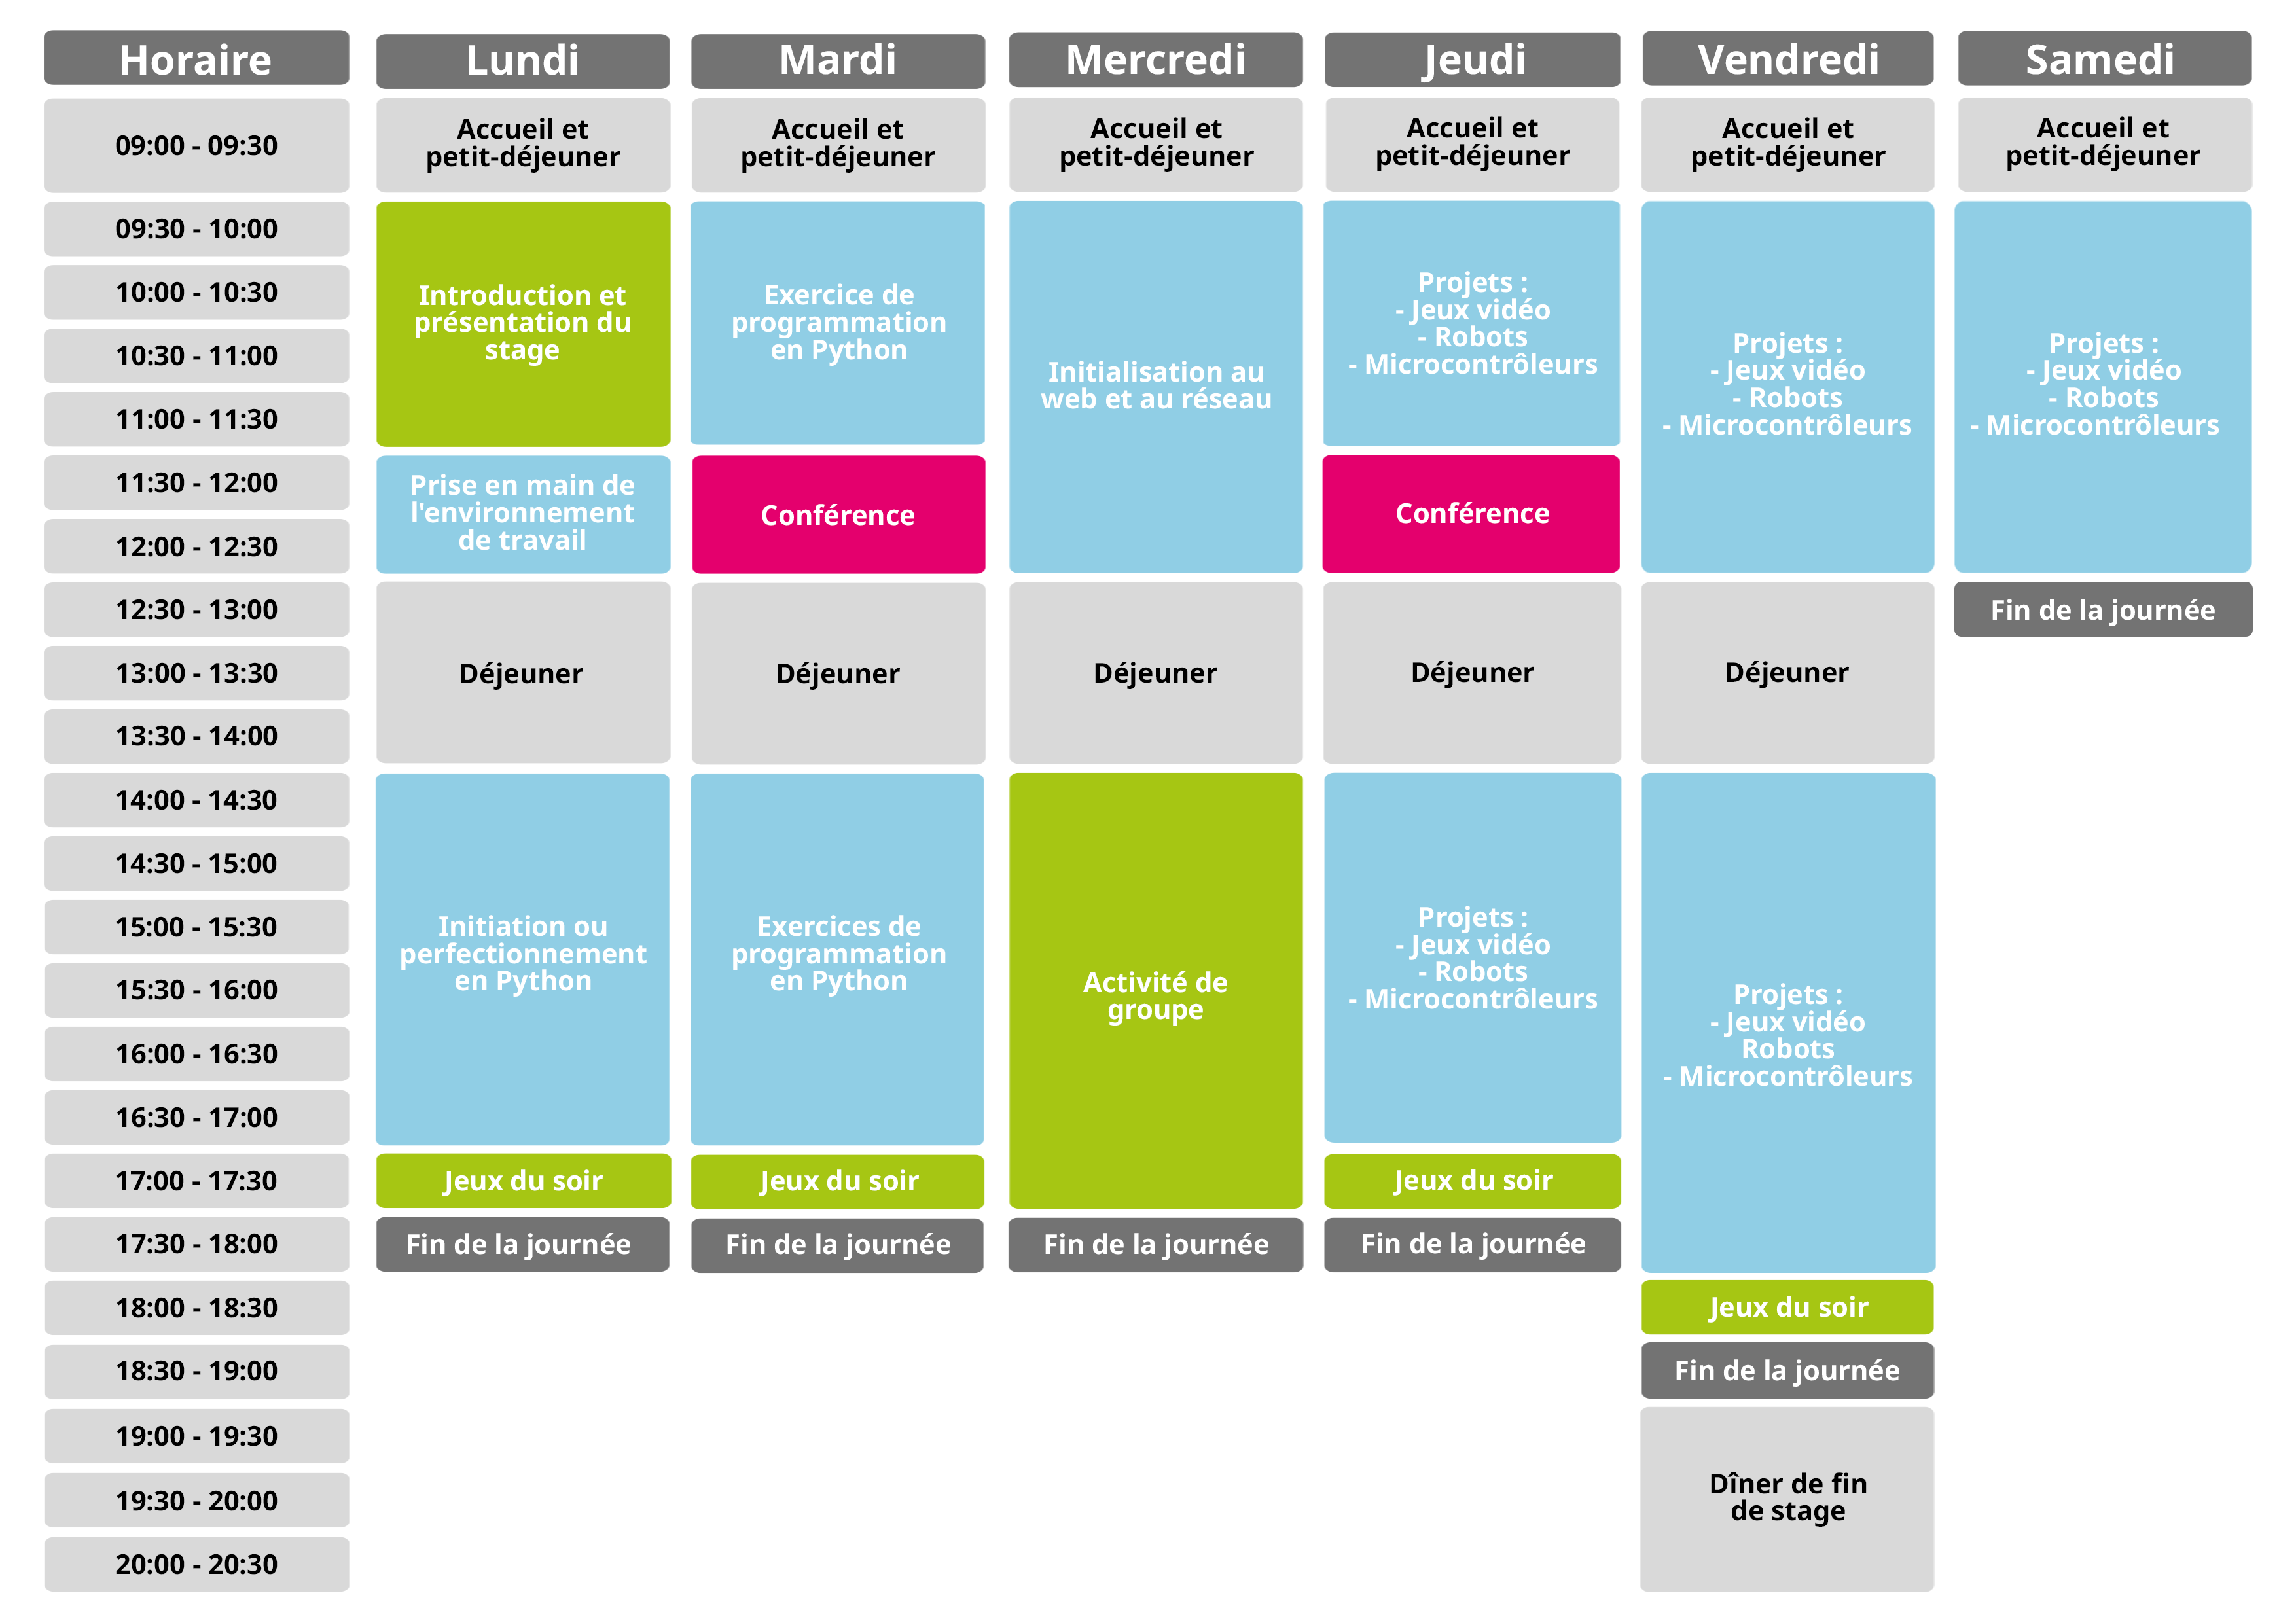 Horaire
Lundi
Mardi
Mercredi
Jeudi
Vendredi
Samedi
09:00 - 09:30
Accueil et
petit-déjeuner
Accueil et
petit-déjeuner
Accueil et
petit-déjeuner
Accueil et
petit-déjeuner
Accueil et
petit-déjeuner
Accueil et
petit-déjeuner
09:30 - 10:00
10:00 - 10:30
10:30 - 11:00
11:00 - 11:30
11:30 - 12:00
12:00 - 12:30
12:30 - 13:00
13:00 - 13:30
13:30 - 14:00
14:00 - 14:30
14:30 - 15:00
15:00 - 15:30
15:30 - 16:00
16:00 - 16:30
16:30 - 17:00
17:00 - 17:30
17:30 - 18:00
18:00 - 18:30
18:30 - 19:00
19:00 - 19:30
19:30 - 20:00
20:00 - 20:30
Introduction et
présentation du
stage
Prise en main de
l'environnement
de travail
Déjeuner
Initiation ou
perfectionnement
en Python
Jeux du soir
Fin de la journée
Exercice de
programmation
en Python
Conférence
Déjeuner
Exercices de
programmation
en Python
Jeux du soir
Fin de la journée
Initialisation au
web et au réseau
Déjeuner
Activité de
groupe
Fin de la journée
Projets :
- Jeux vidéo
- Robots
- Microcontrôleurs
Conférence
Déjeuner
Projets :
- Jeux vidéo
- Robots
- Microcontrôleurs
Jeux du soir
Fin de la journée
Projets :
- Jeux vidéo
- Robots
- Microcontrôleurs
Déjeuner
Projets :
- Jeux vidéo
Robots
- Microcontrôleurs
Jeux du soir
Fin de la journée
Dîner de fin
de stage
Projets :
- Jeux vidéo
- Robots
- Microcontrôleurs
Fin de la journée